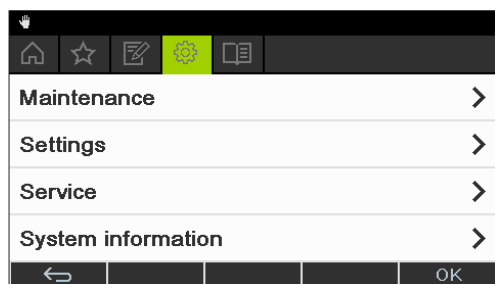 Maintenance
Settings
Service
System information
OK